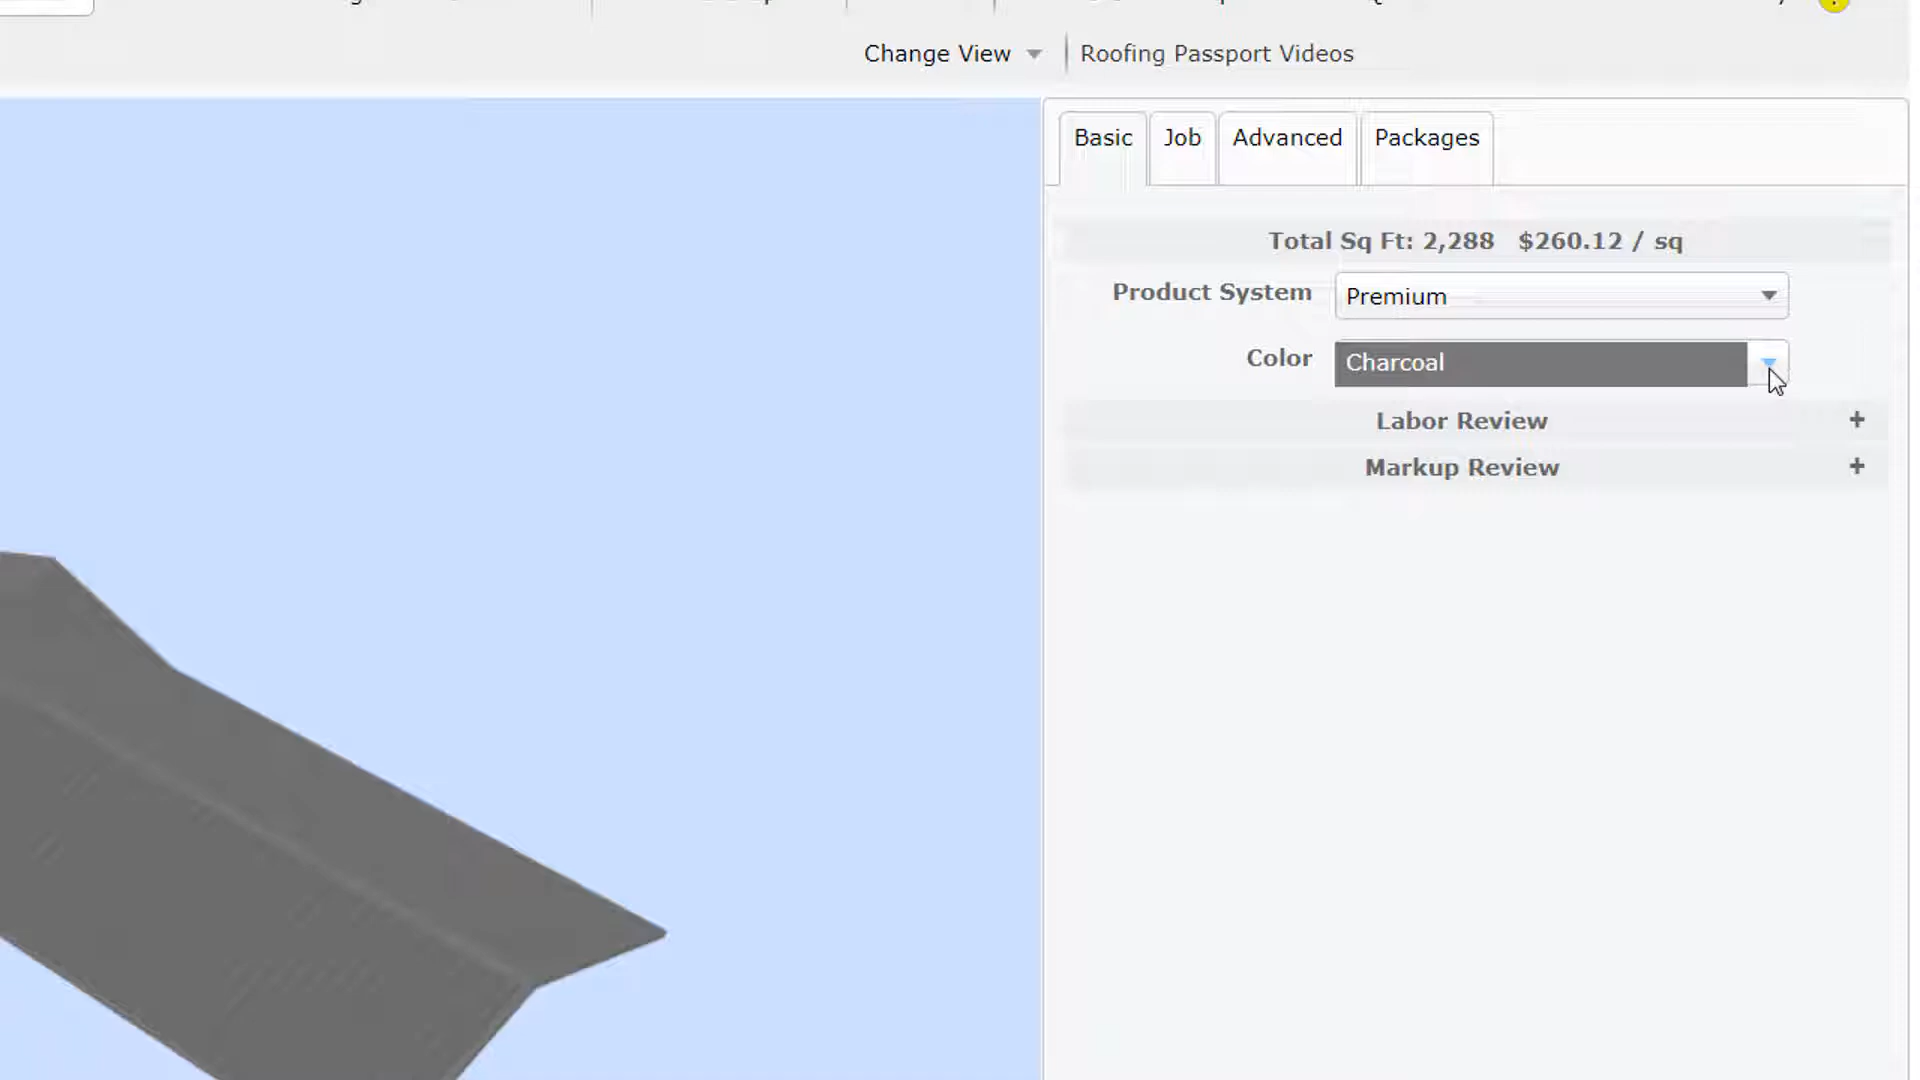 Change View
Roofing Passport Videos
Basic
Job
Advanced
Packages
Total Sq Ft: 2,288 $260.12 / sq
Product System
Premium
Color
Charcoal
Labor Review +
Markup Review +